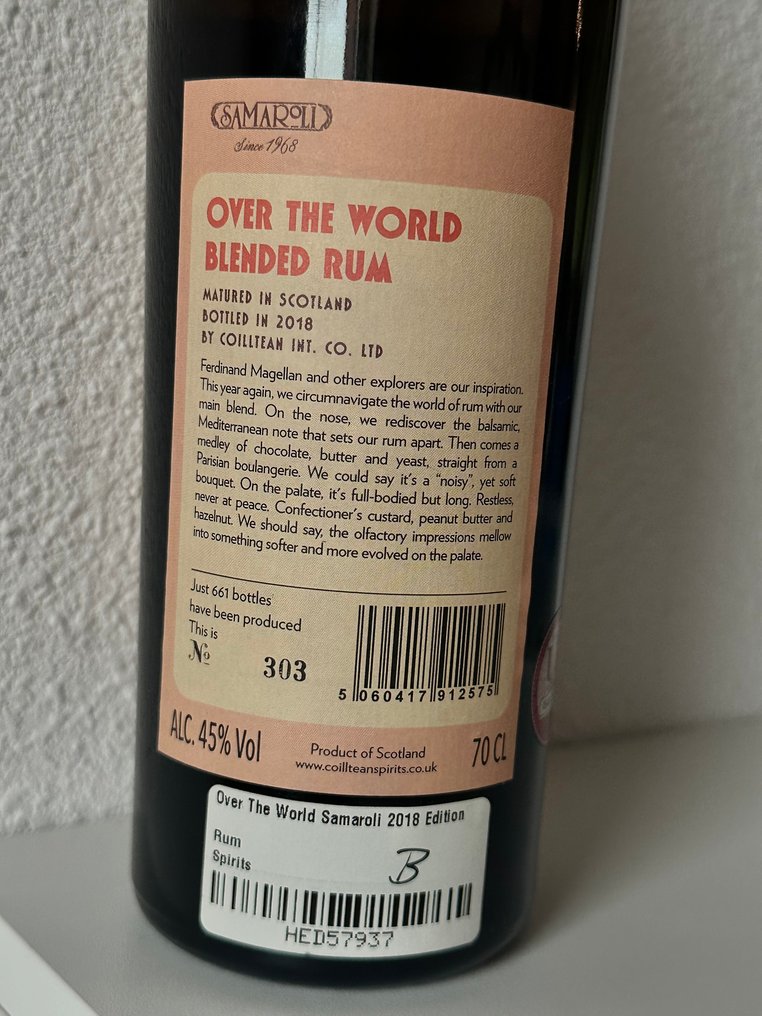 SAMAROLI
Since 1968
OVER THE WORLD
BLENDED RUM
MATURED IN SCOTLAND
BOTTLED IN 2018
BY COILLTEAN INT. CO. LTD
Ferdinand Magellan and other explorers are our inspiration.
This year again, we circumnavigate the world of rum with our
main blend. On the nose, we rediscover the balsamic,
Mediterranean note that sets our rum apart. Then comes a
medley of chocolate, butter and yeast, straight from a
Parisian boulangerie. We could say it's a "noisy", yet soft
bouquet. On the palate, it's full-bodied but long. Restless,
never at peace. Confectioner's custard, peanut butter and
hazelnut. We should say, the olfactory impressions mellow
into something softer and more evolved on the palate.
Just 661 bottles
have been produced
This is
№ 303
5 060417 912575
ALC. 45% Vol
Product of Scotland
www.coillteanspirits.co.uk
70 CL
Over The World Samaroli 2018 Edition
Rum
Spirits
B
HED57937